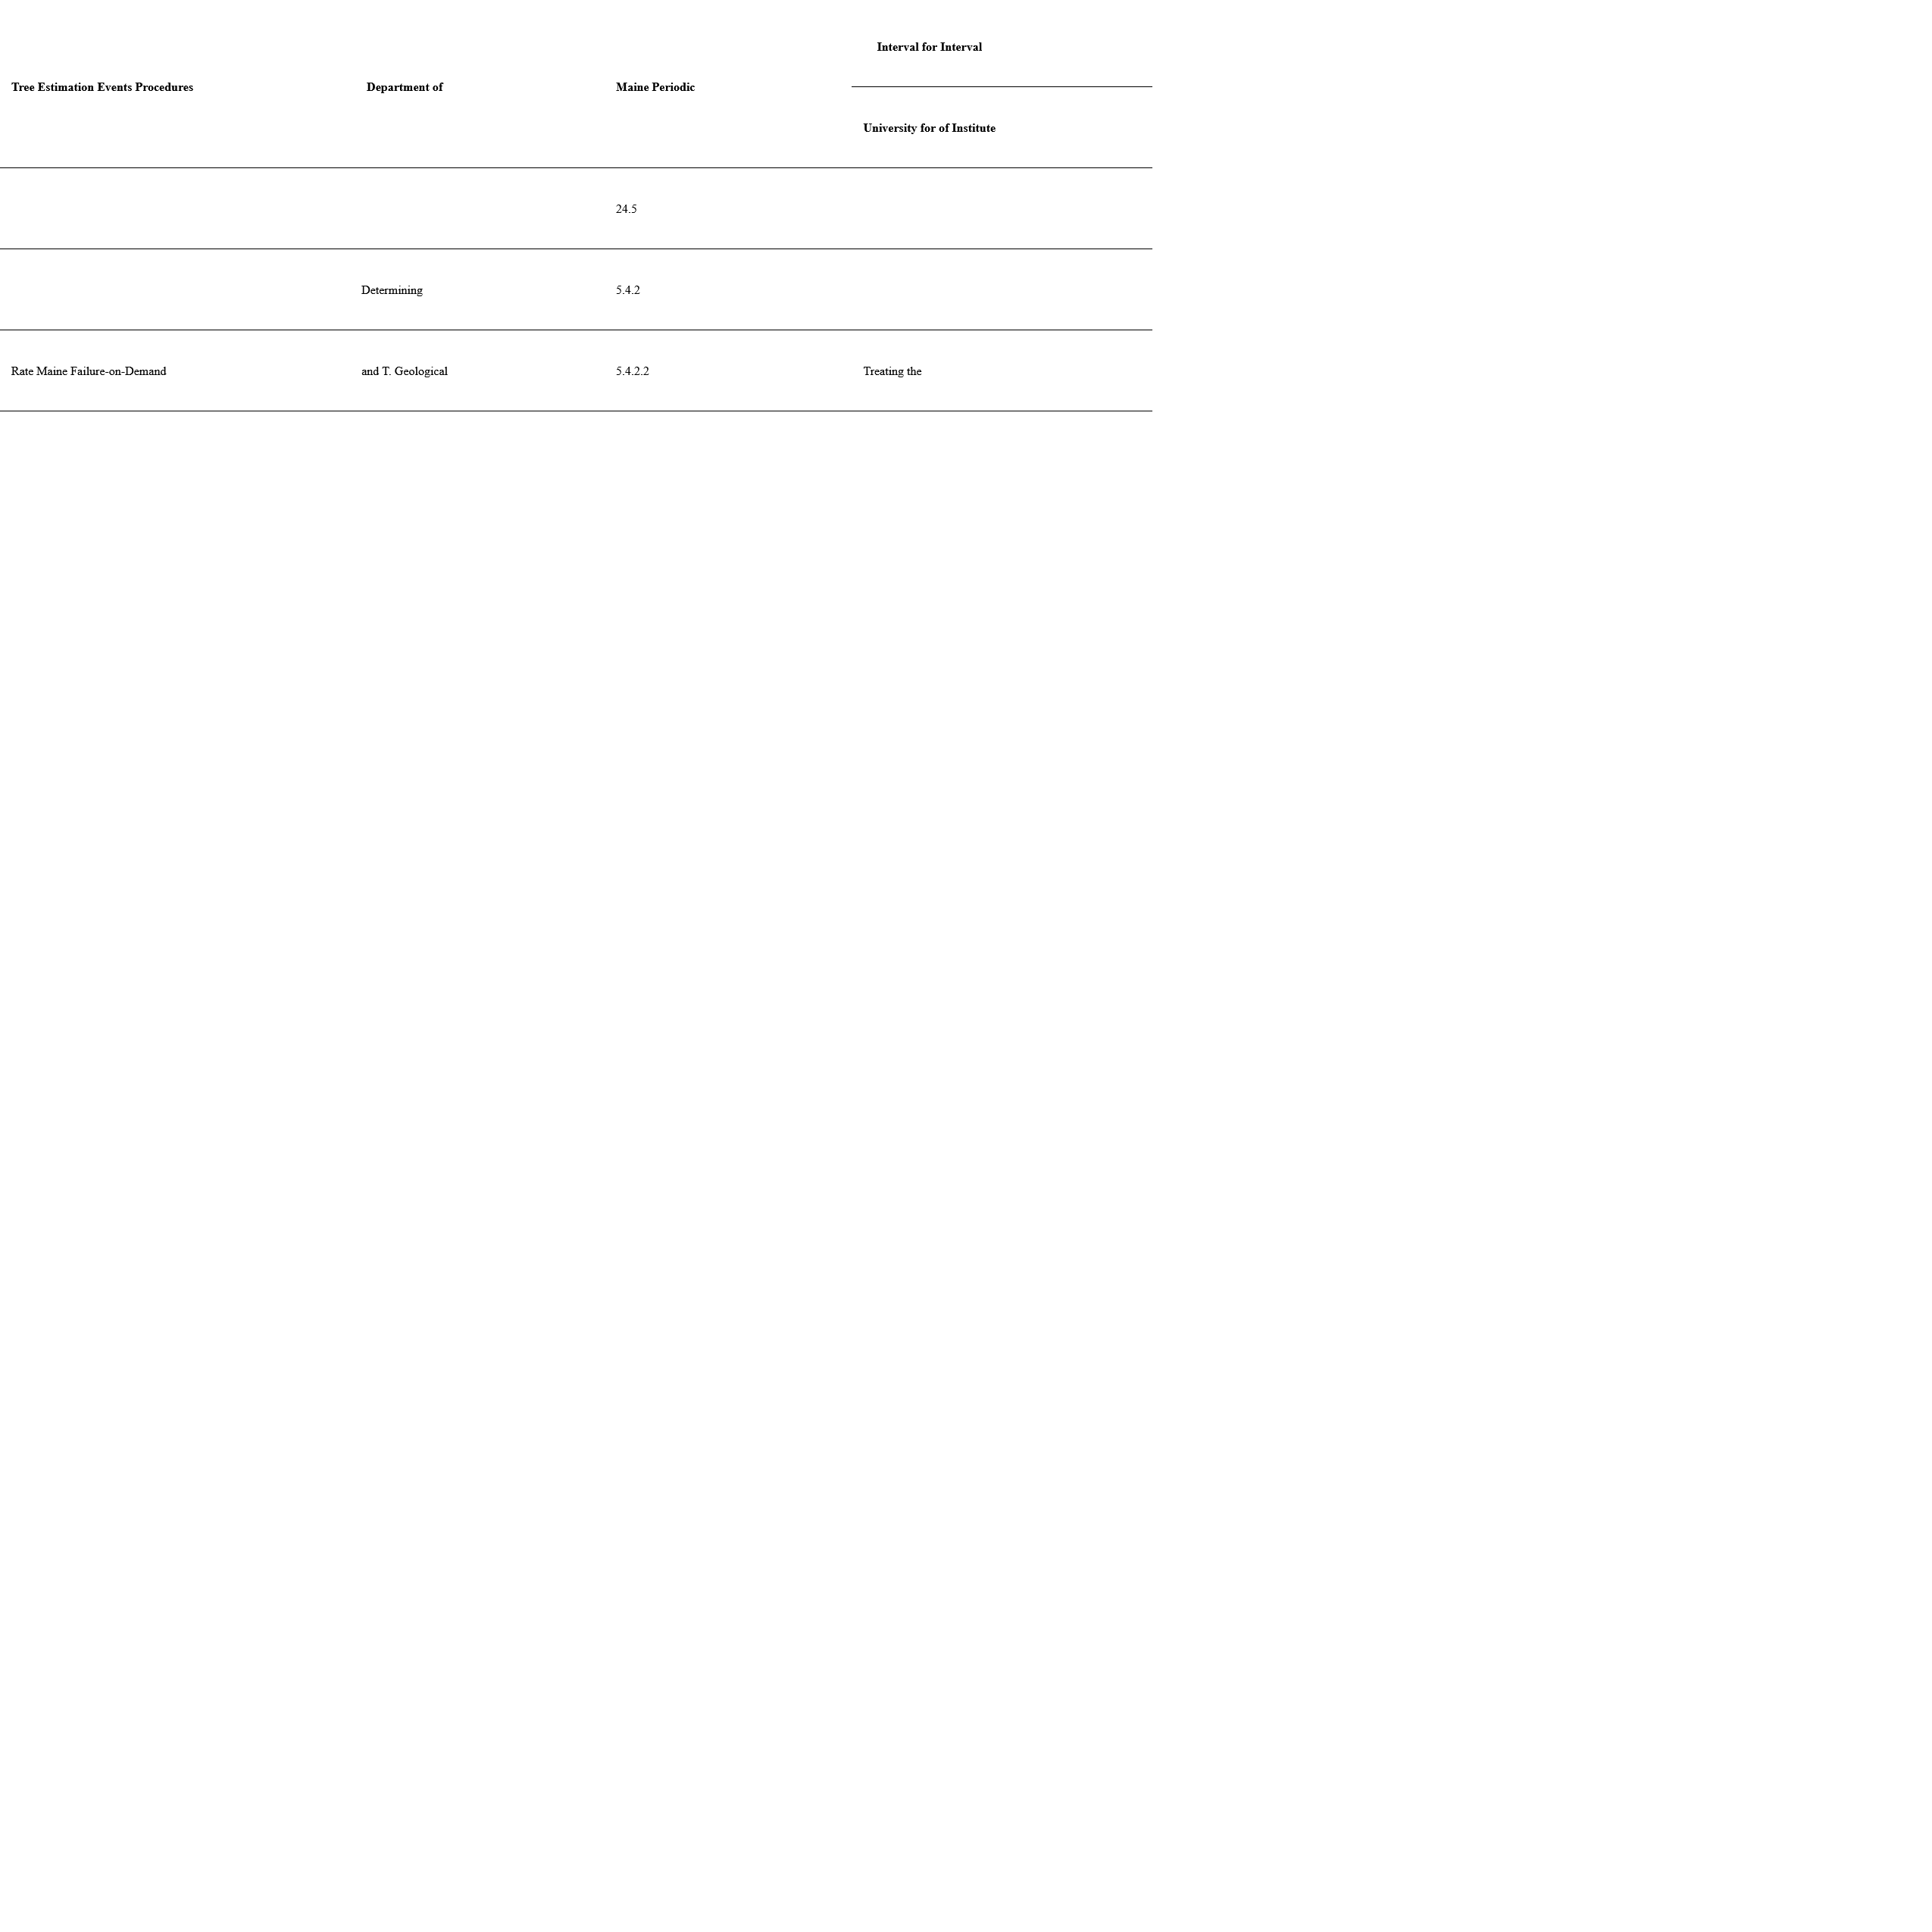 Interval for Interval
Tree Estimation Events Procedures Department of Maine Periodic
University for of Institute
24.5
Determining 5.4.2
Rate Maine Failure-on-Demand and T. Geological 5.4.2.2 Treating the